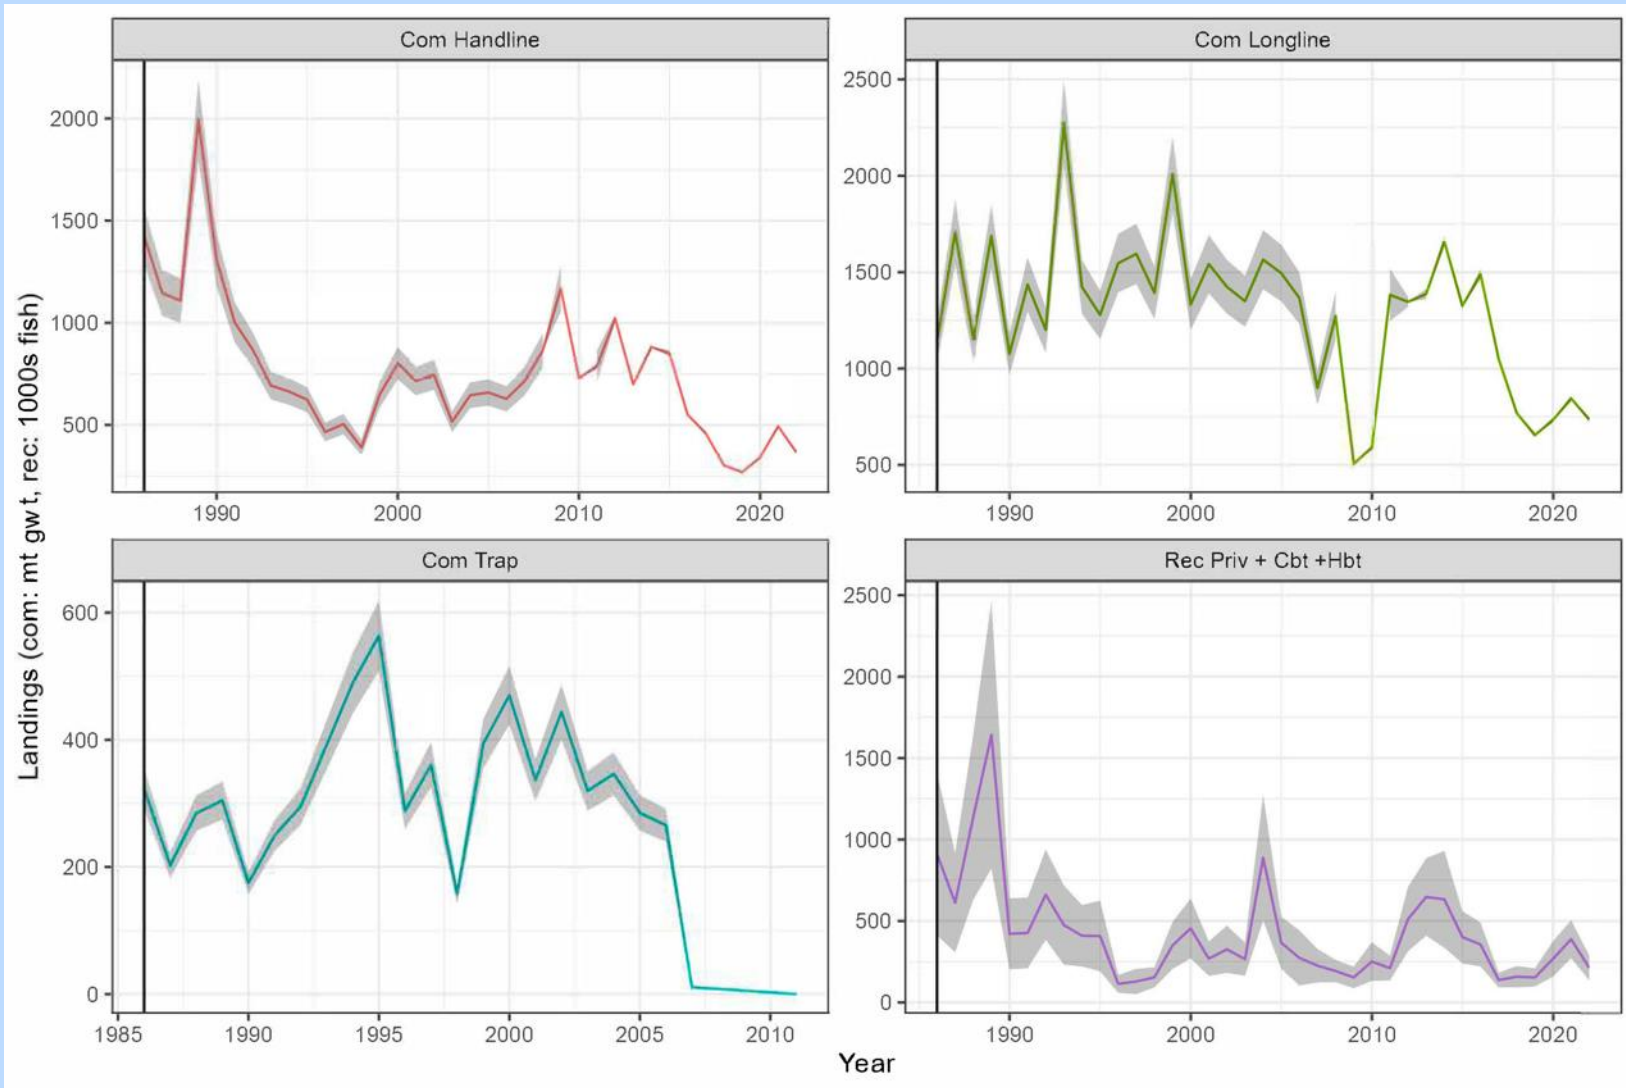 Com Handline
Com Longline
2000
1500
1000
500
1990 2000 2010 2020
2500
2000
1500
1000
500
1990 2000 2010 2020
Com Trap
Rec Priv + Cbt +Hbt
600
400
200
0
1985 1990 1995 2000 2005 2010
2500
2000
1500
1000
500
0
1990 2000 2010 2020
Landings (com: mt gw t, rec: 1000s fish)
Year